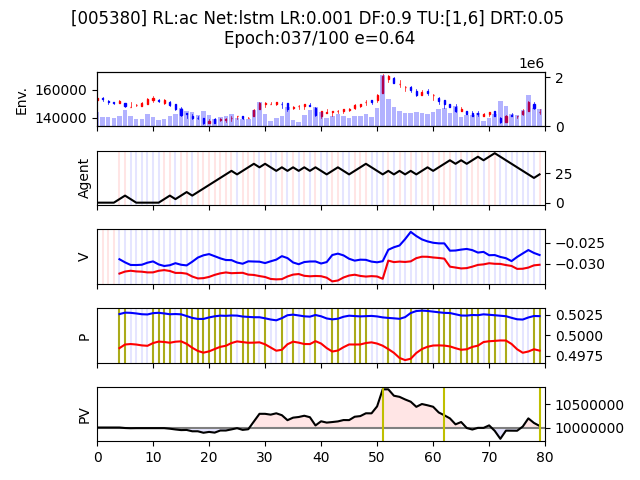 [005380] RL:ac Net:lstm LR:0.001 DF:0.9 TU:[1,6] DRT:0.05
Epoch:037/100 e=0.64
1e6
Env.
160000
140000
2
0
Agent
25
0
V
−0.025
−0.030
P
0.5025
0.5000
0.4975
PV
10500000
10000000
0 10 20 30 40 50 60 70 80